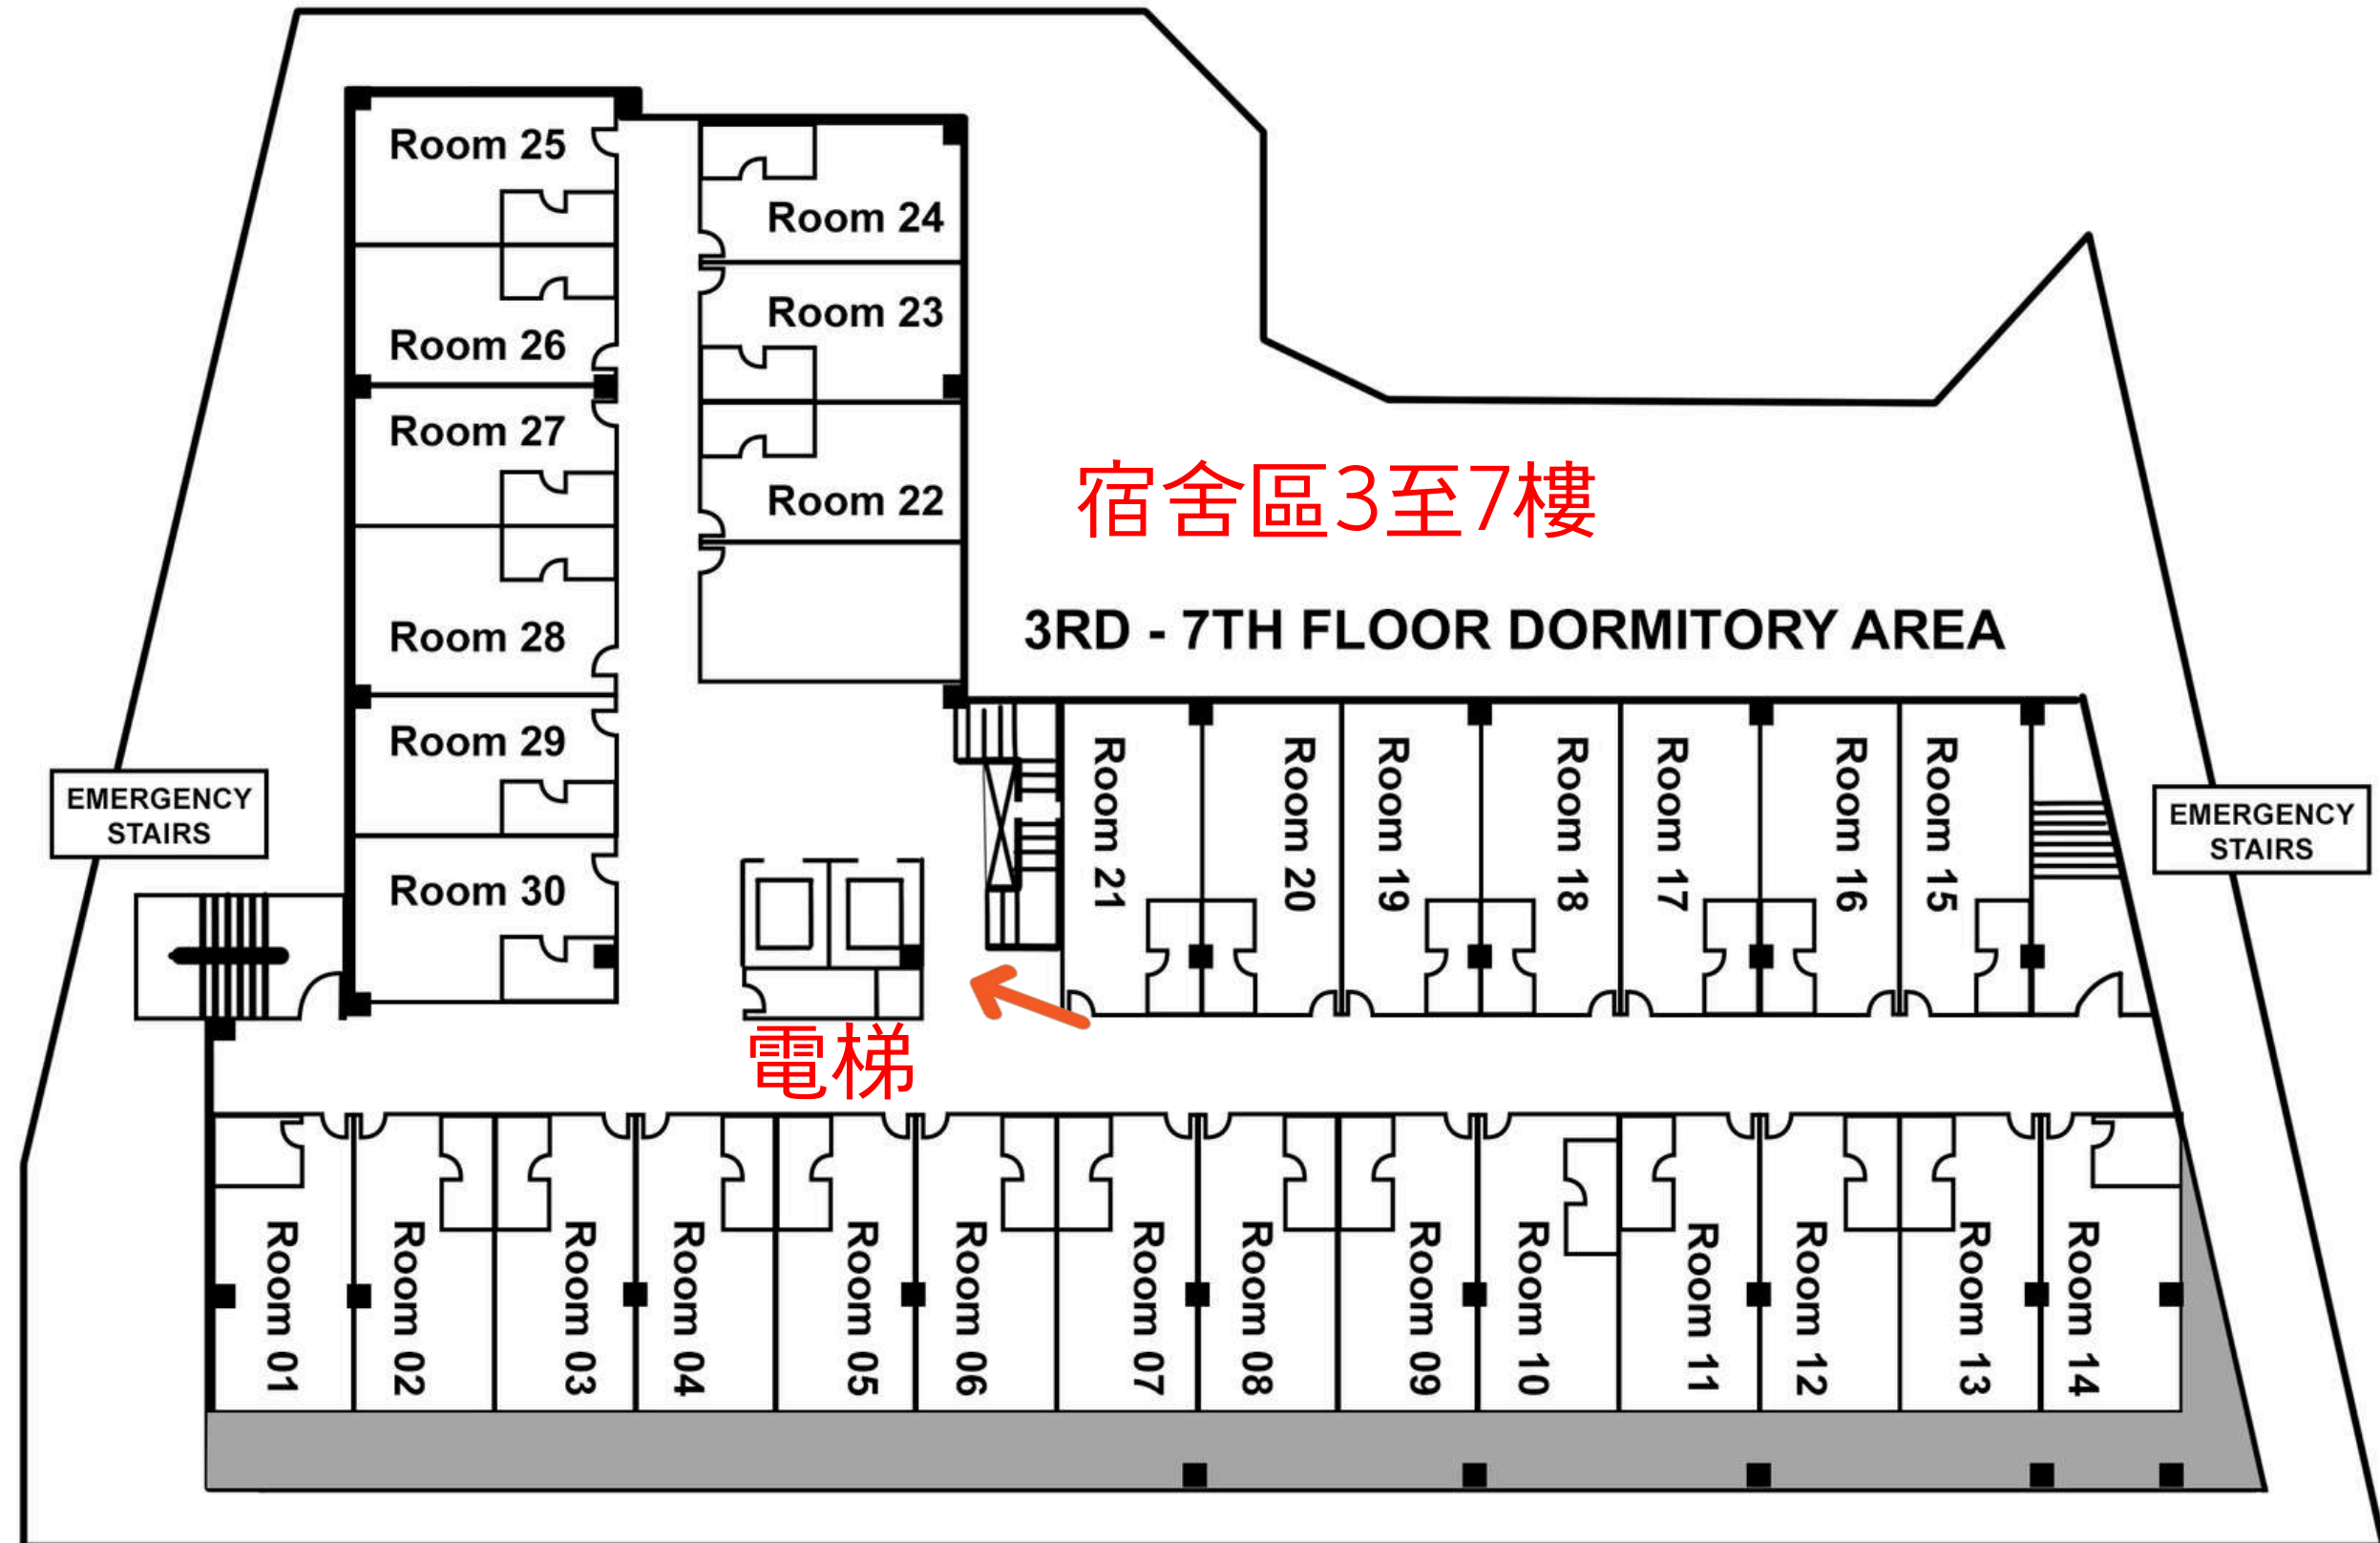 Room 25
Room 24
Room 23
Room 26
Room 27
Room 22
宿舍區3至7樓
3RD - 7TH FLOOR DORMITORY AREA
Room 28
Room 29
EMERGENCY
STAIRS
Room 30
Room 21
Room 20
Room 19
Room 18
Room 17
Room 16
Room 15
EMERGENCY
STAIRS
電梯
Room 01
Room 02
Room 03
Room 04
Room 05
Room 06
Room 07
Room 08
Room 09
Room 10
Room 11
Room 12
Room 13
Room 14